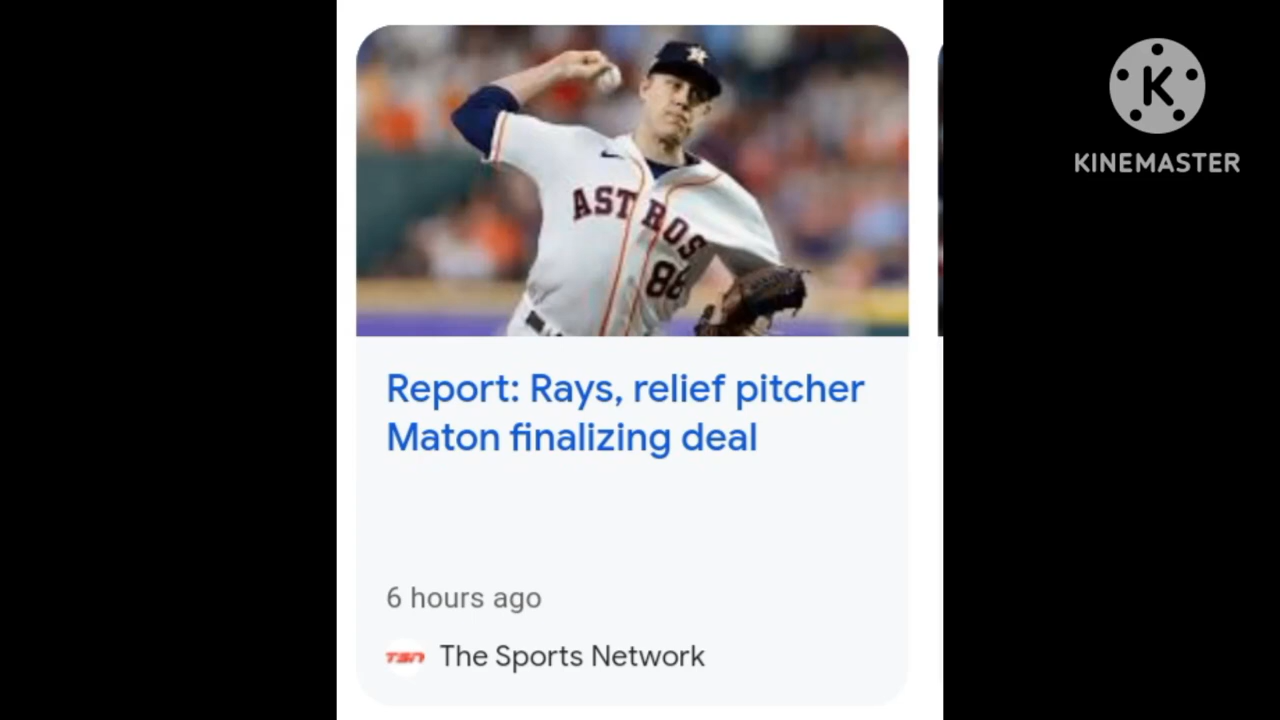 KINEMASTER
ASTROS
88
Report: Rays, relief pitcher
Maton finalizing deal
6 hours ago
TSN The Sports Network